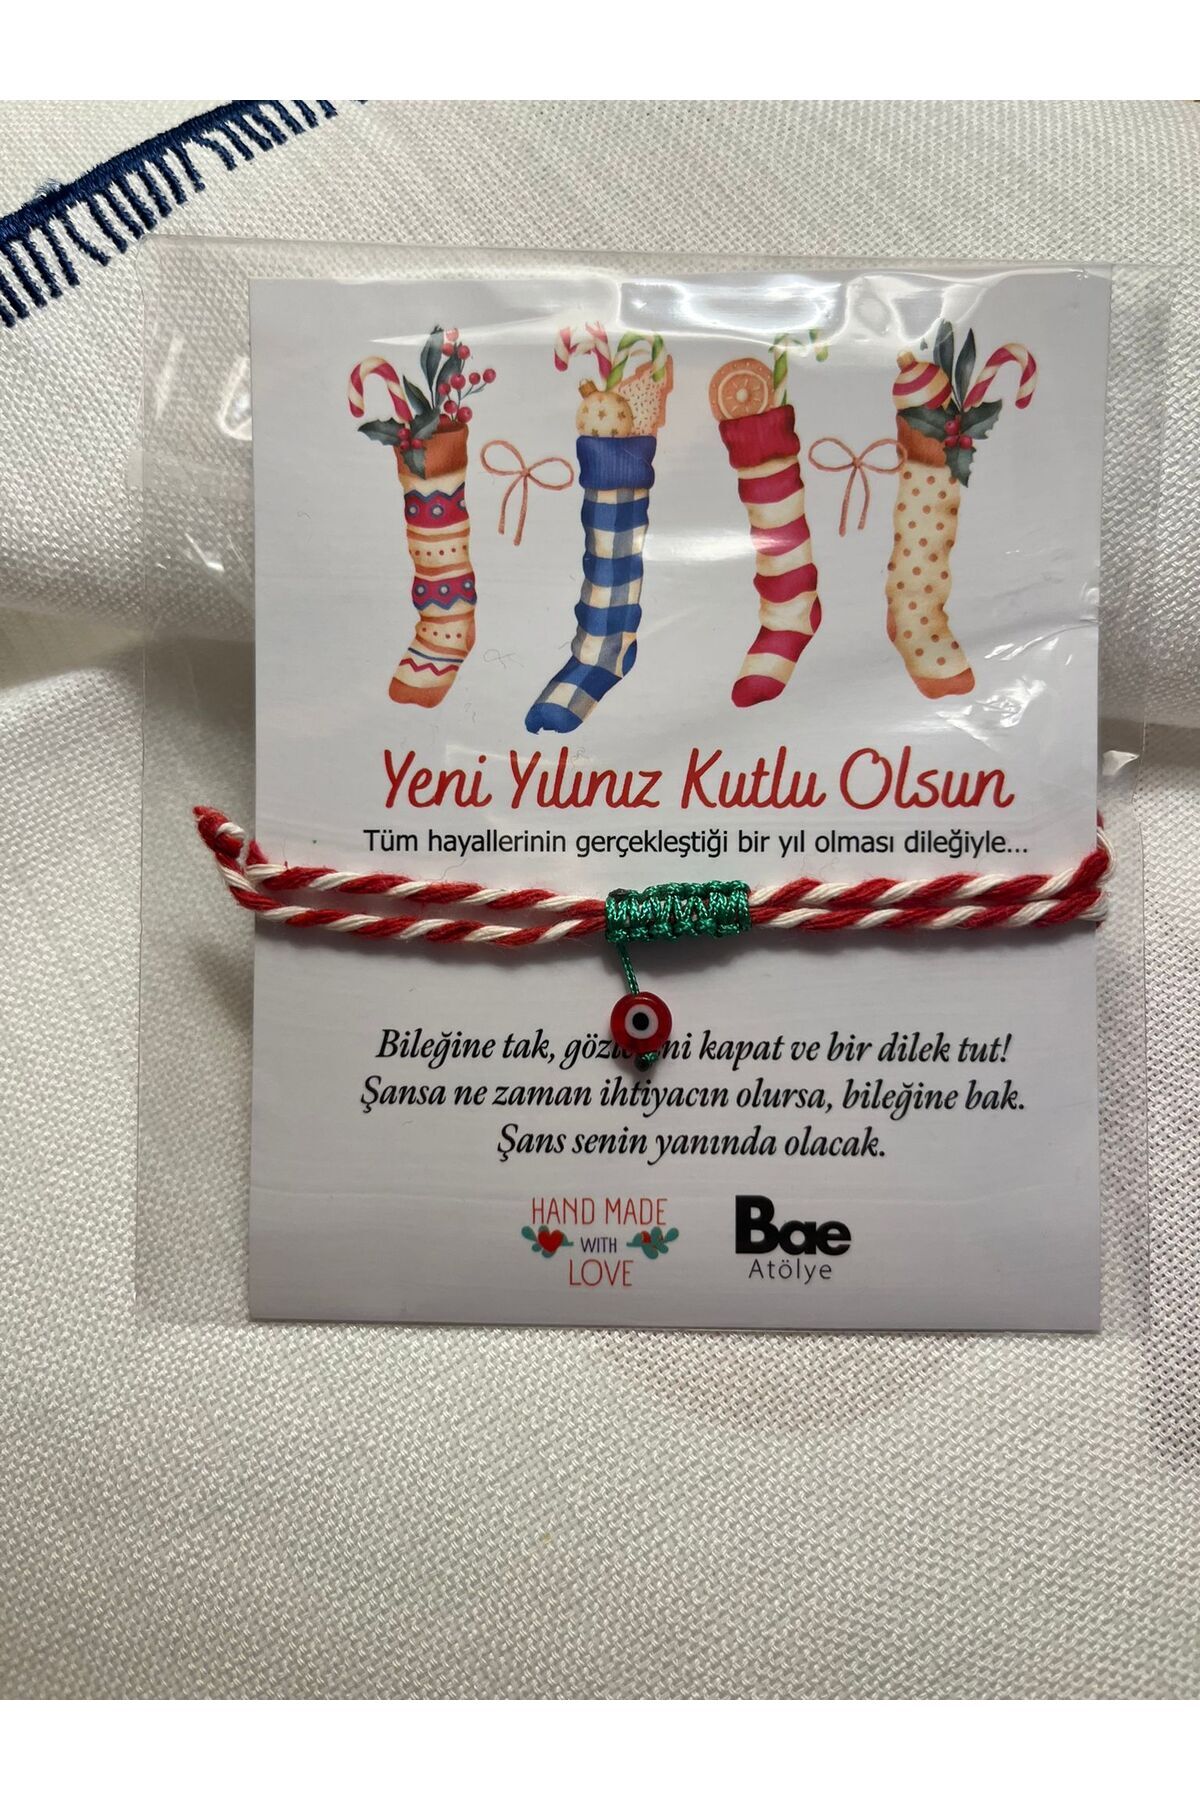 Yeni Yılınız Kutlu Olsun
Tüm hayallerinin gerçekleştiği bir yıl olması dileğiyle...
Bileğine tak, kapat ve bir dilek tut!
Şansa ne zaman ihtiyacın olursa, bileğine bak.
Şans senin yanında olacak.
HAND MADE
WITH
LOVE
Bae
Atölye